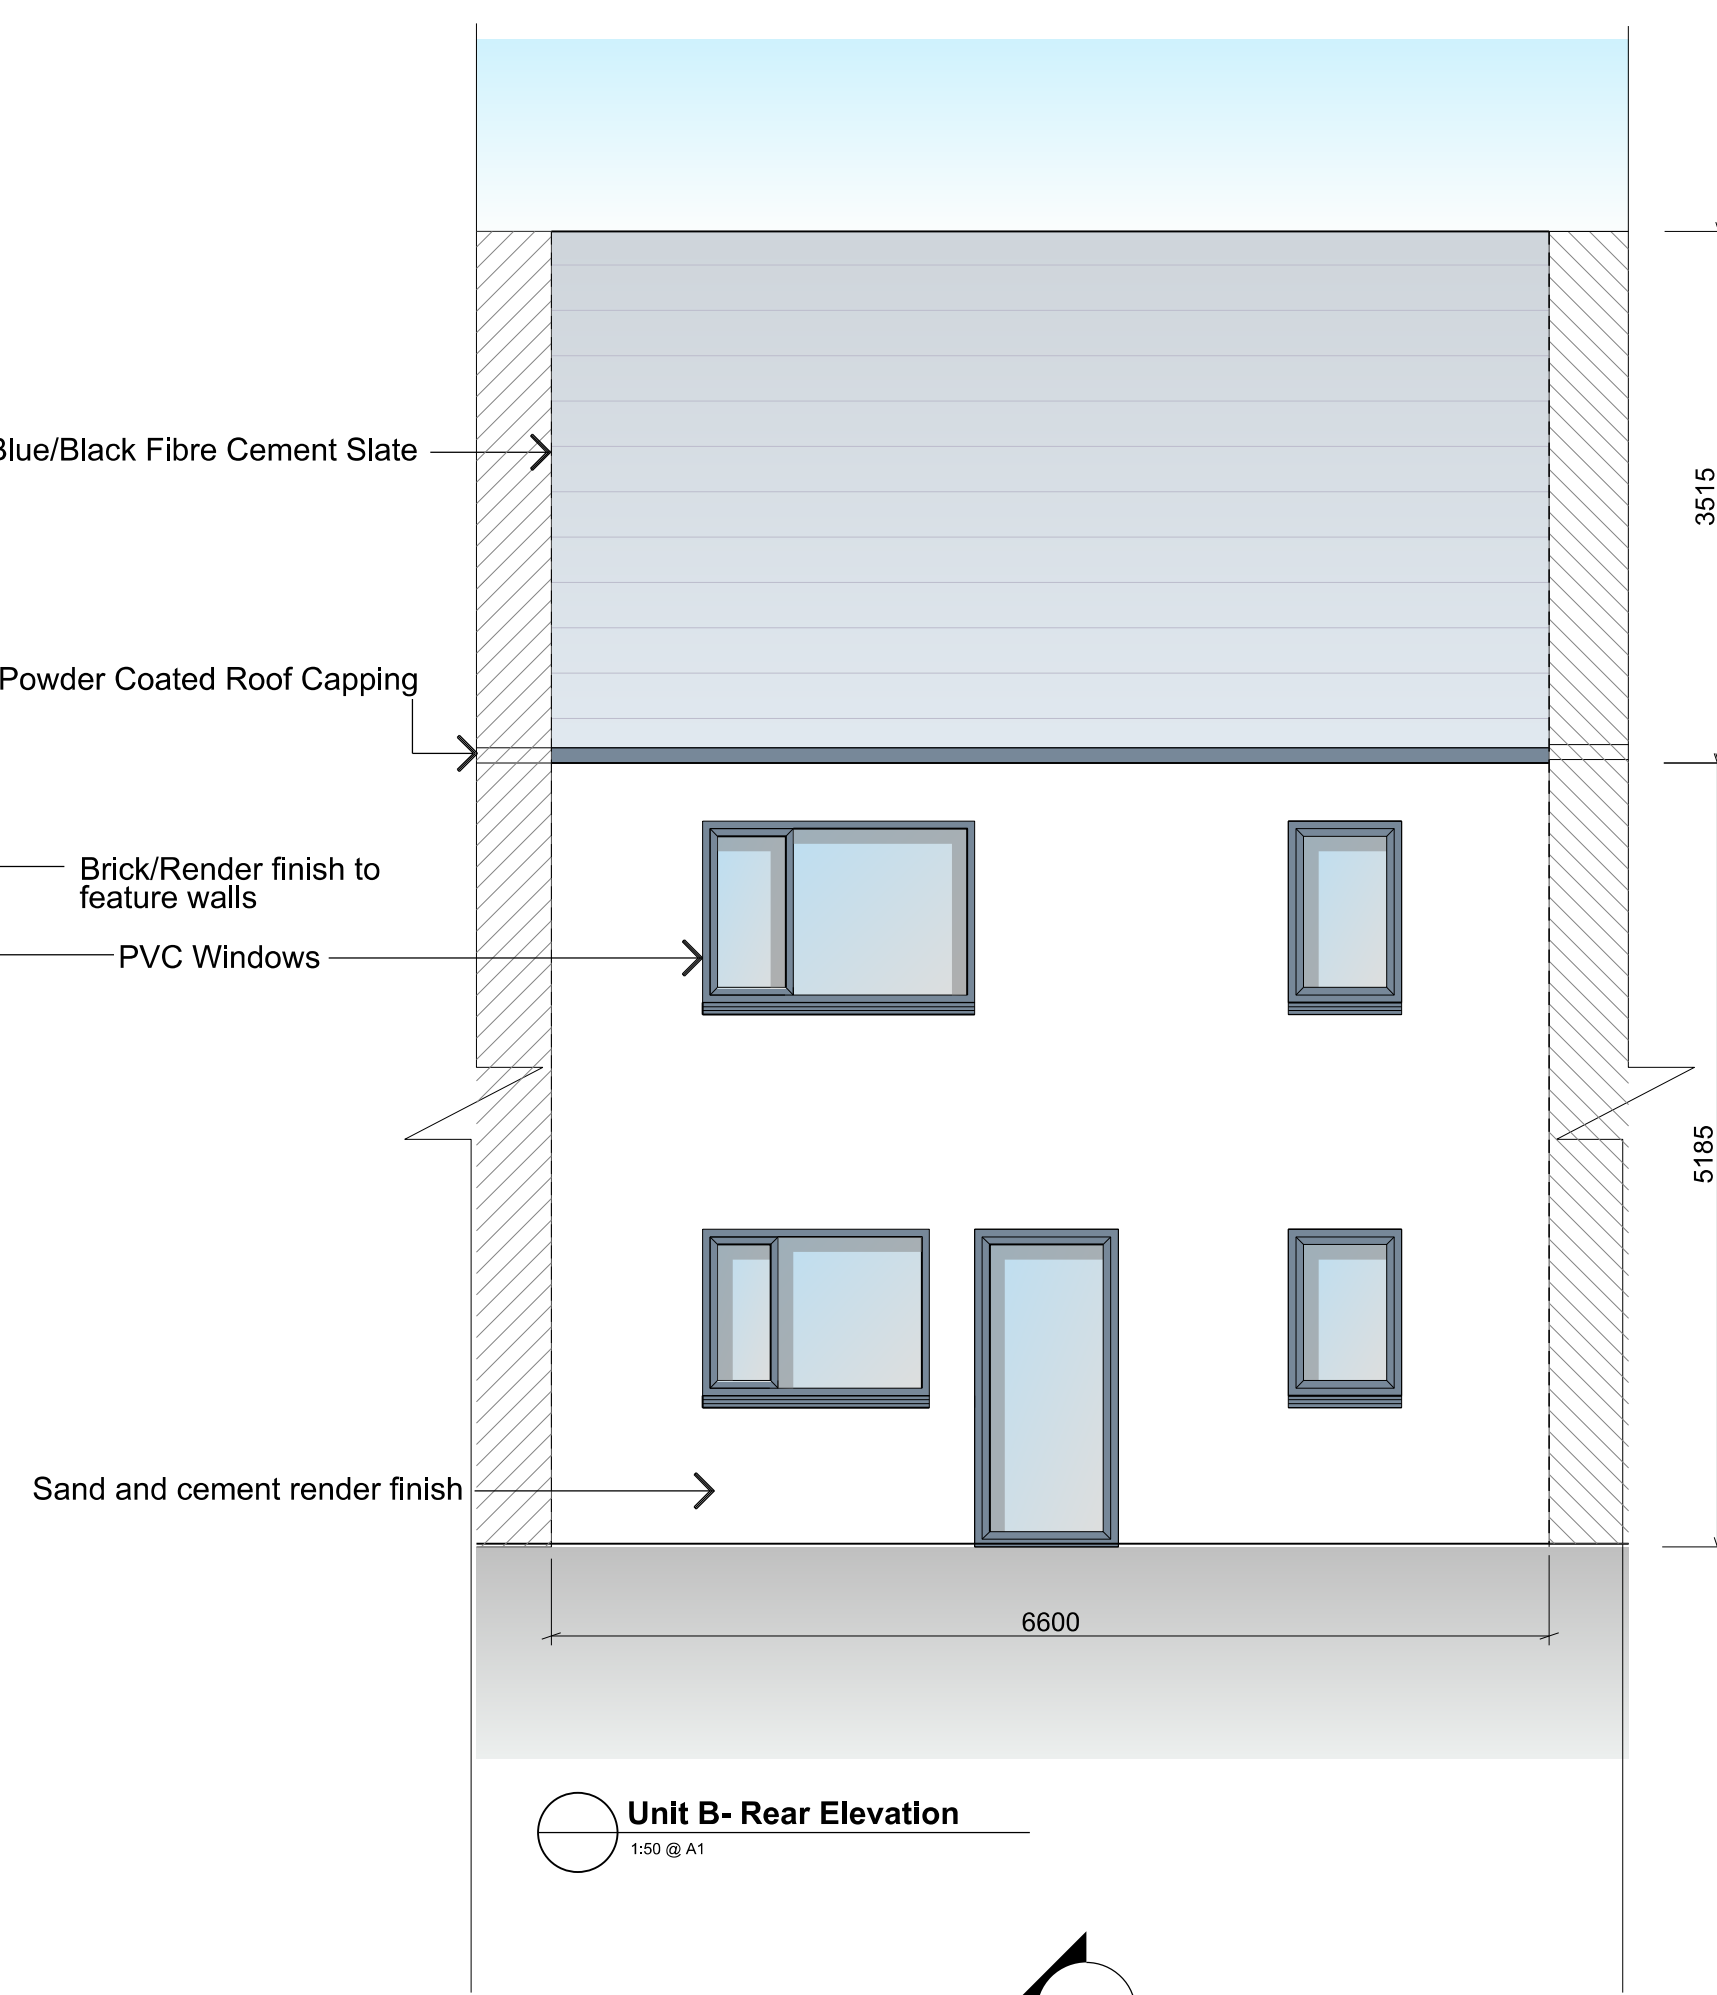 Blue/Black Fibre Cement Slate
3515
Powder Coated Roof Capping
Brick/Render finish to
feature walls
PVC Windows
5185
Sand and cement render finish
6600
Unit B- Rear Elevation
1:50 @ A1